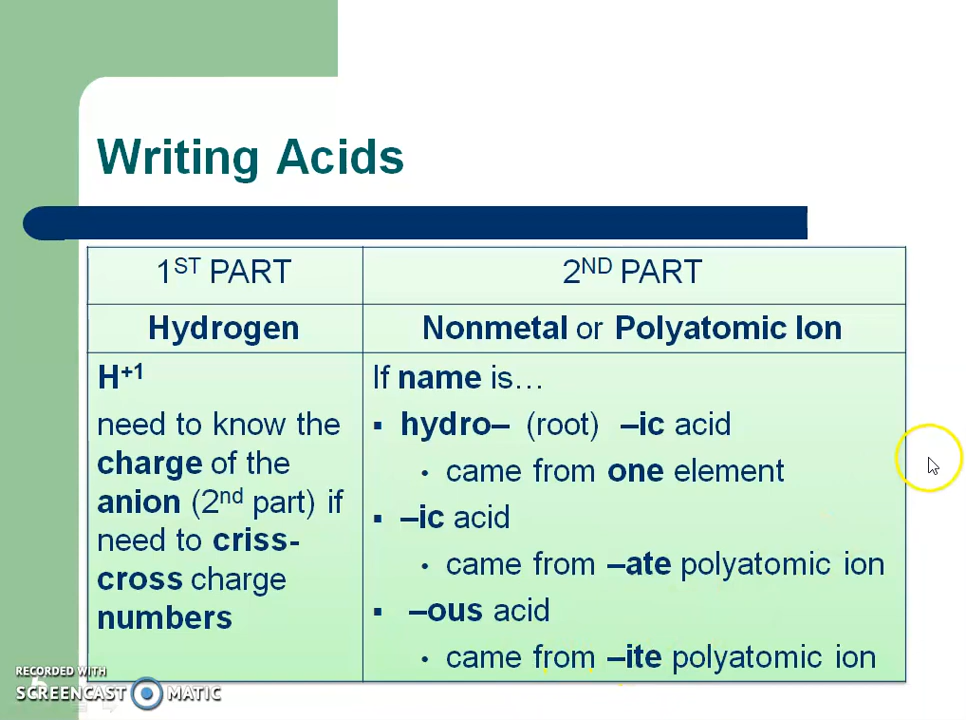 Writing Acids
1ST PART
2ND PART
Hydrogen
Nonmetal or Polyatomic Ion
H+1
need to know the
charge of the
anion (2nd part) if
need to criss-
cross charge
numbers
If name is…
▪ hydro– (root) –ic acid
• came from one element
▪ –ic acid
• came from –ate polyatomic ion
▪ –ous acid
• came from –ite polyatomic ion
RECORDED WITH
SCREENCAST MATIC